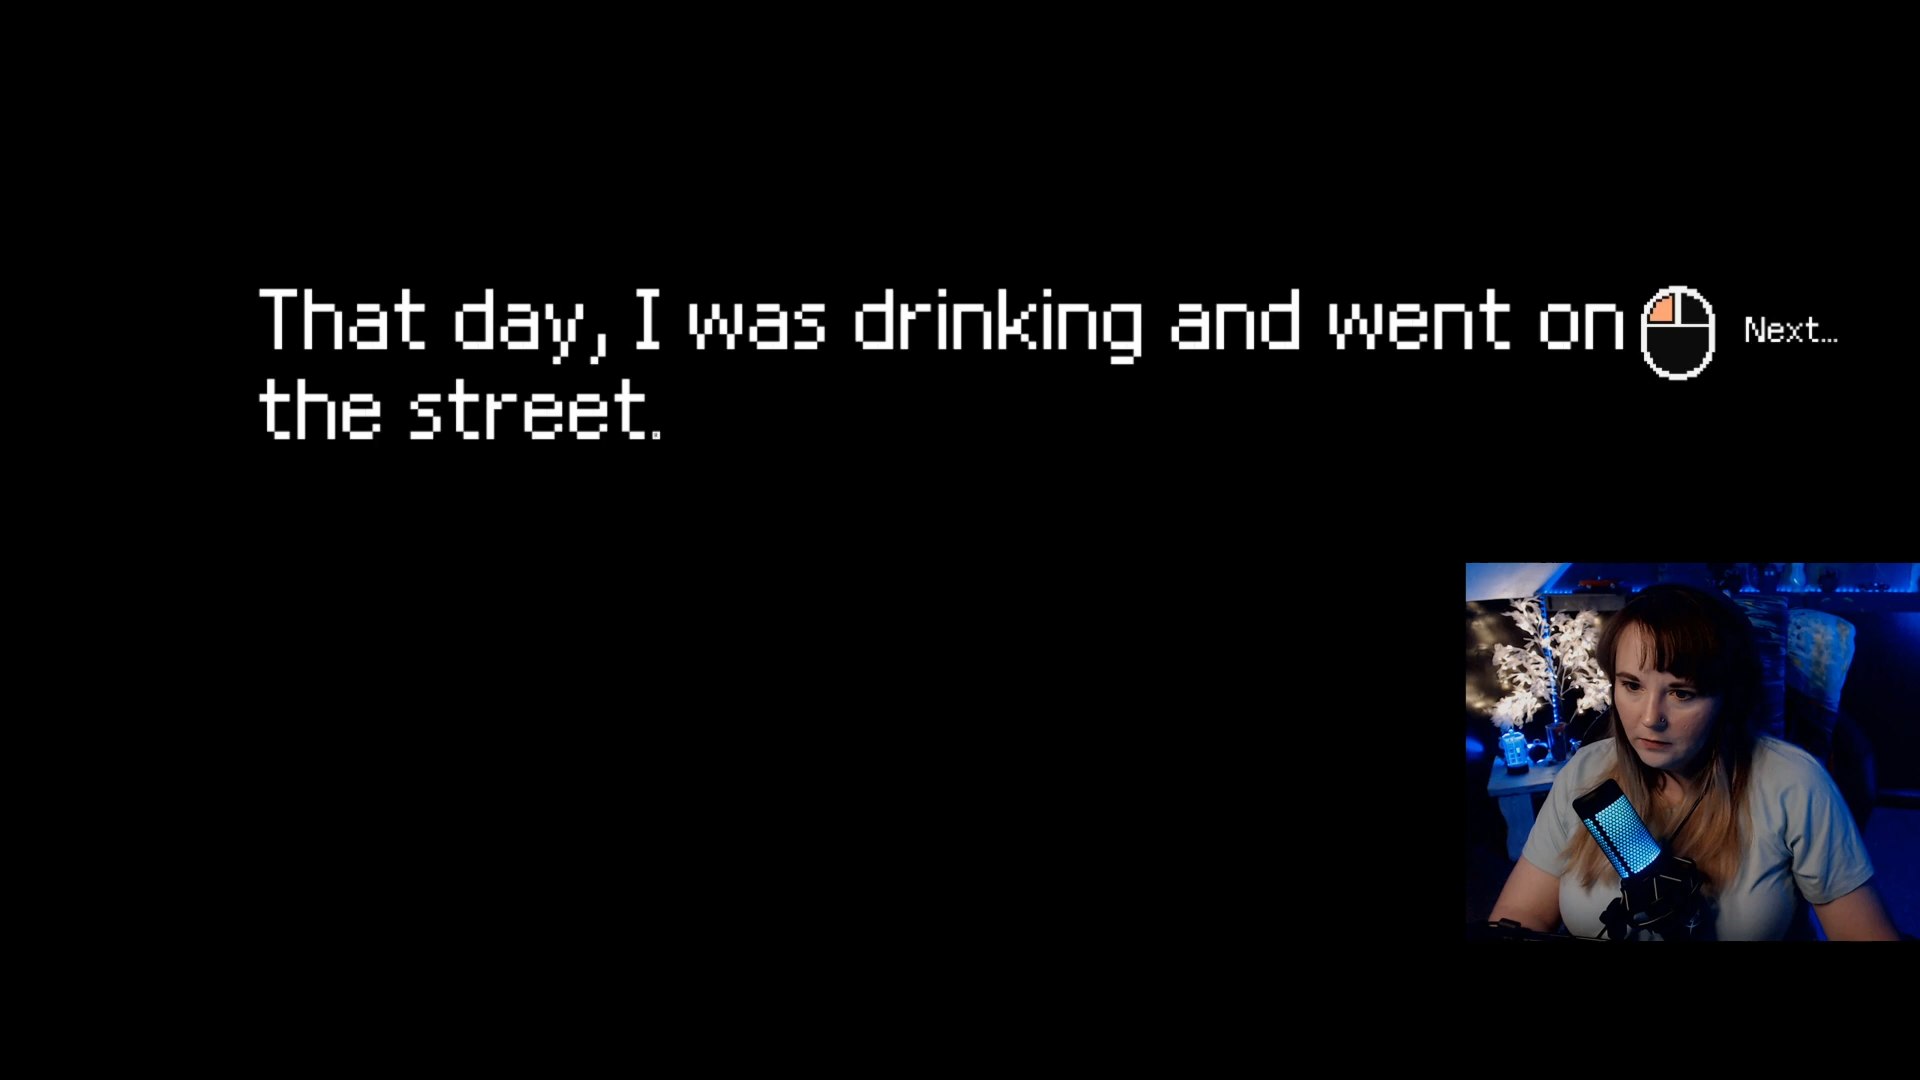 That day, I was drinking and went on
the street.
Next...